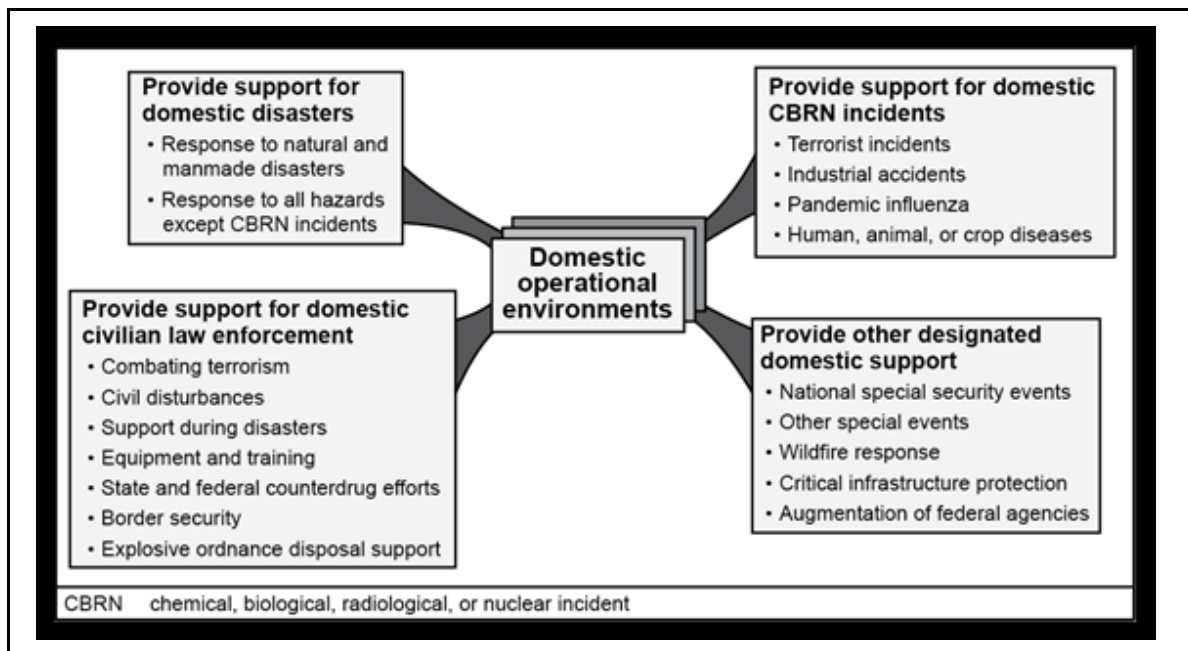 Provide support for
domestic disasters
• Response to natural and
manmade disasters
• Response to all hazards
except CBRN incidents
Provide support for domestic
CBRN incidents
• Terrorist incidents
• Industrial accidents
• Pandemic influenza
• Human, animal, or crop diseases
Domestic
operational
environments
Provide support for domestic
civilian law enforcement
• Combating terrorism
• Civil disturbances
• Support during disasters
• Equipment and training
• State and federal counterdrug efforts
• Border security
• Explosive ordnance disposal support
Provide other designated
domestic support
• National special security events
• Other special events
• Wildfire response
• Critical infrastructure protection
• Augmentation of federal agencies
CBRN chemical, biological, radiological, or nuclear incident